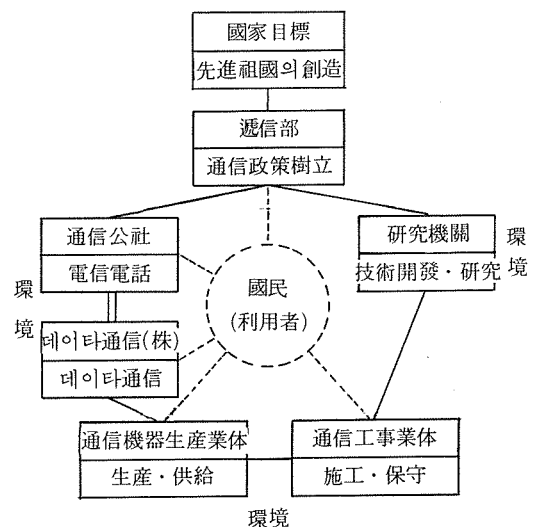 國家目標
先進祖國의創造
遞信部
通信政策樹立
通信公社
電信電話
研究機關
技術開發・研究
環境
環境
國民
(利用者)
데이타通信(株)
데이타通信
通信機器生産業体
生産・供給
通信工事業体
施工・保守
環境